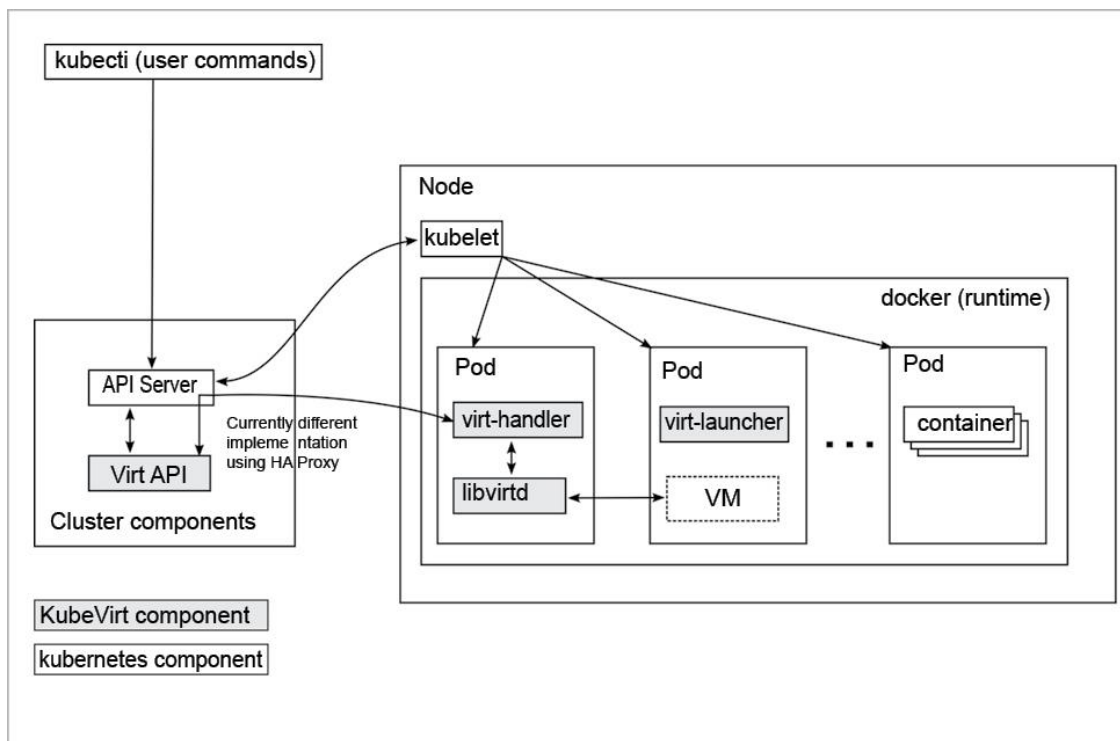 kubecti (user commands)
Node
kubelet
docker (runtime)
Pod
virt-handler
libvirtd
Pod
virt-launcher
VM
Pod
container
API Server
Currently different
impleme ntation
using HA Proxy
Virt API
Cluster components
KubeVirt component
kubernetes component